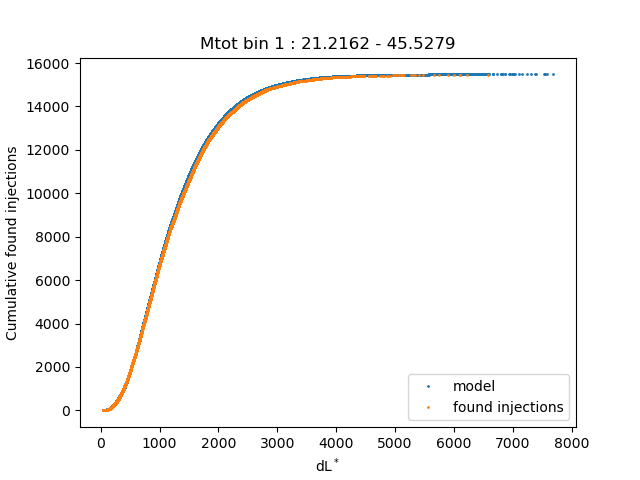 Mtot bin 1 : 21.2162 - 45.5279
Cumulative found injections
16000
14000
12000
10000
8000
6000
4000
2000
0
0 1000 2000 3000 4000 5000 6000 7000 8000
dL*
model
found injections